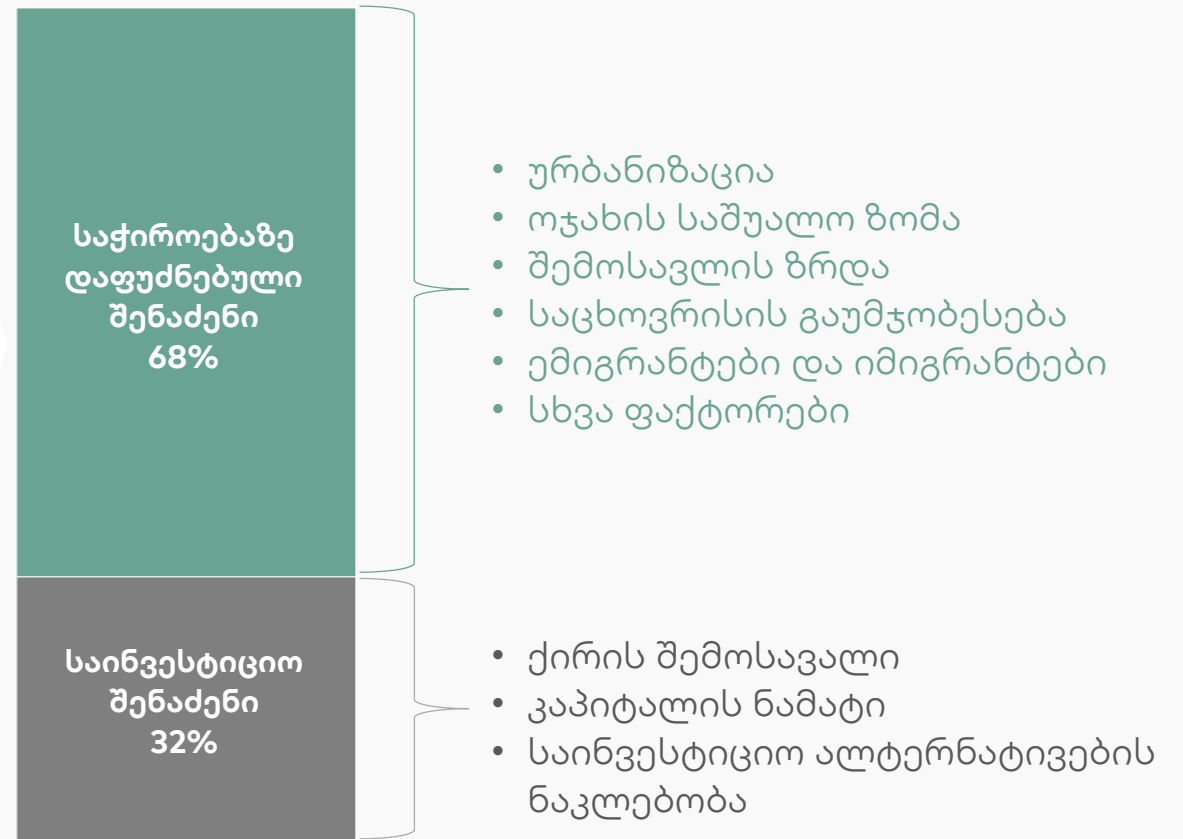 საჭიროებაზე
დაფუძნებული
შენაძენი
68%
• ურბანიზაცია
• ოჯახის საშუალო ზომა
• შემოსავლის ზრდა
• საცხოვრისის გაუმჯობესება
• ემიგრანტები და იმიგრანტები
• სხვა ფაქტორები
საინვესტიციო
შენაძენი
32%
• ქირის შემოსავალი
• კაპიტალის ნამატი
• საინვესტიციო ალტერნატივების
ნაკლებობა